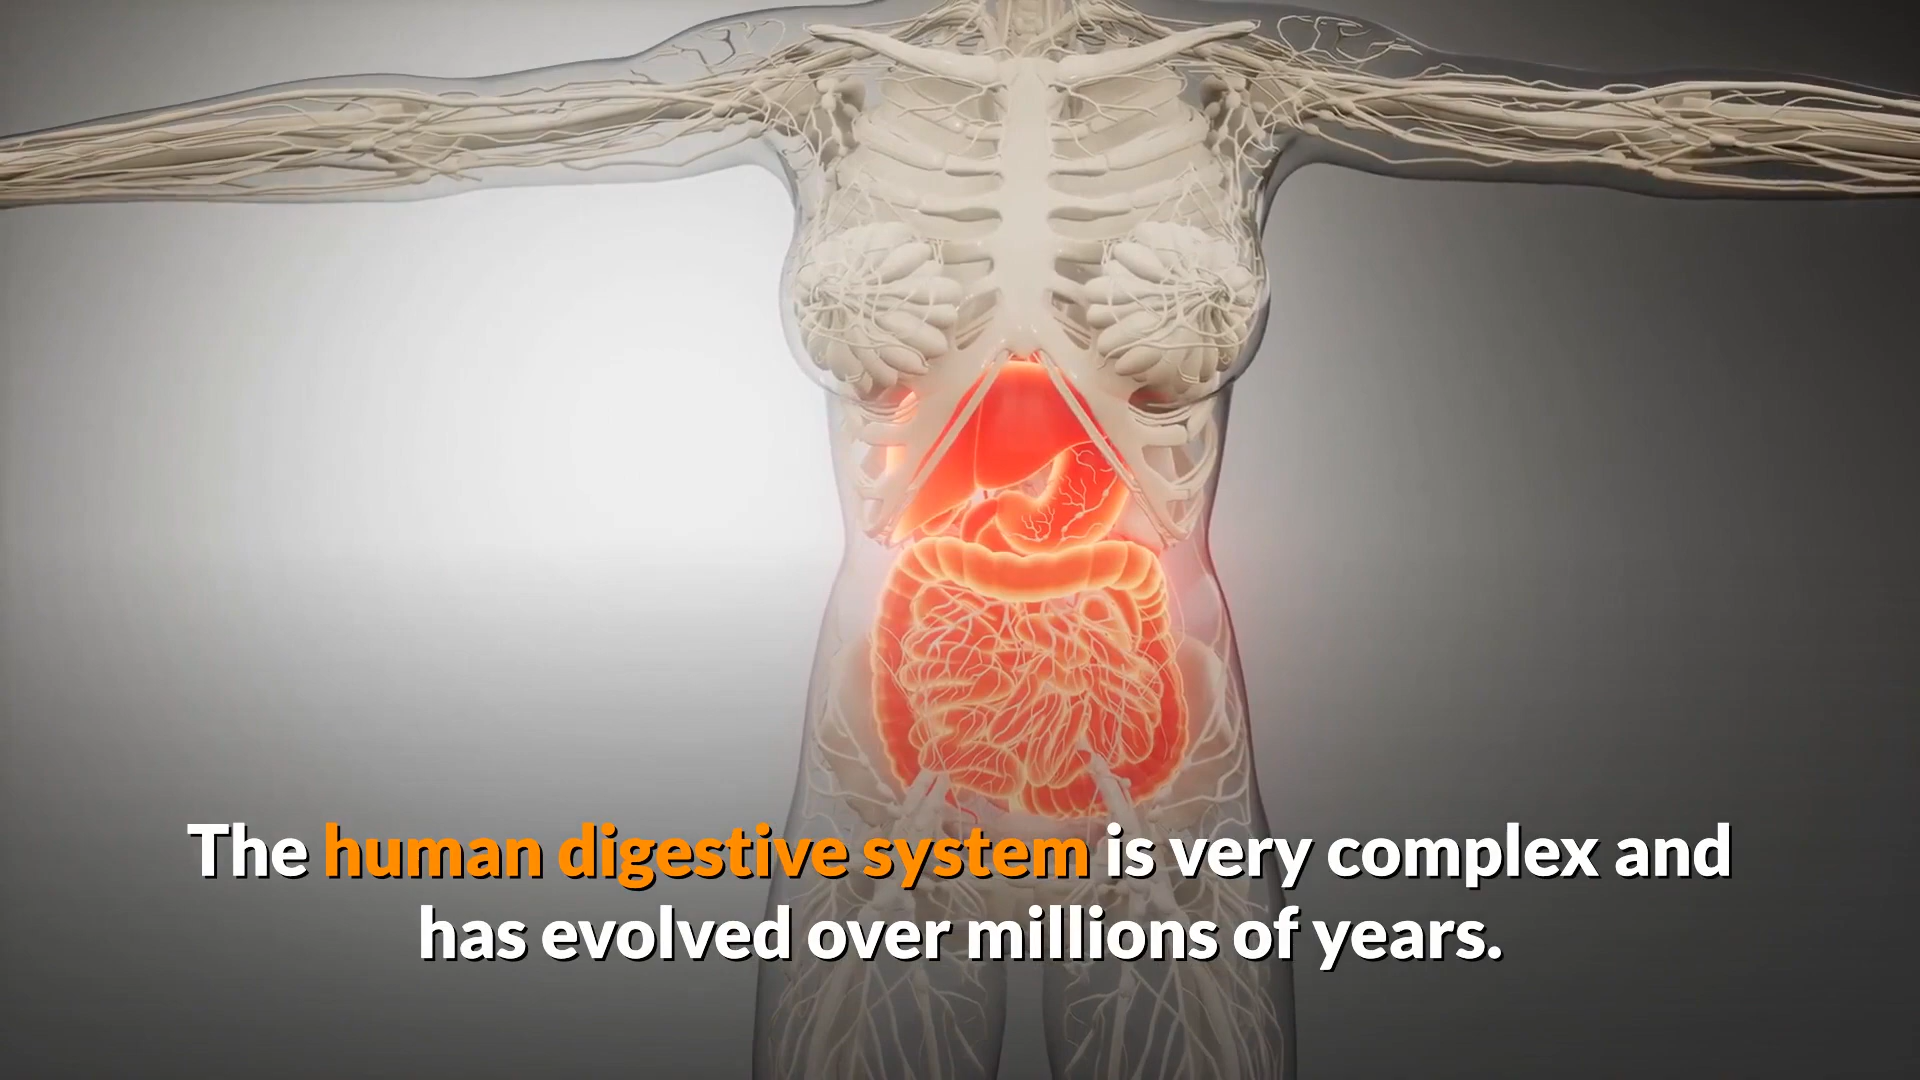 The human digestive system is very complex and
has evolved over millions of years.